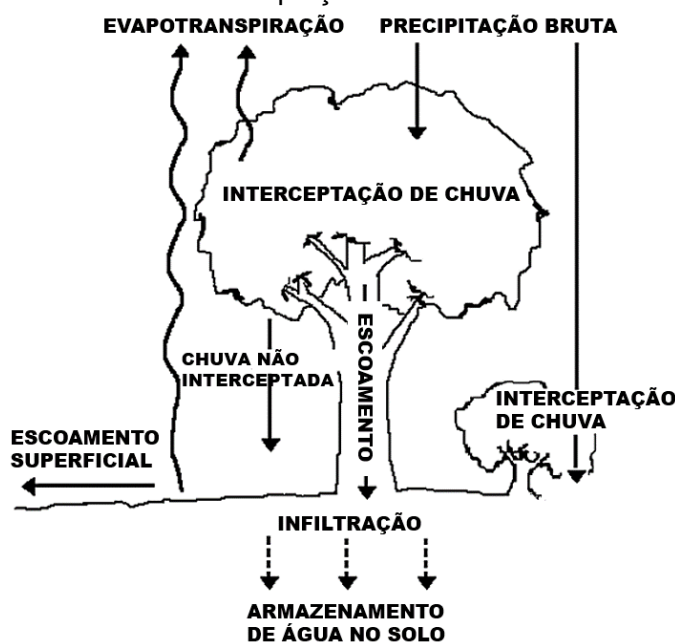 EVAPOTRANSPIRAÇÃO
PRECIPITAÇÃO BRUTA
INTERCEPTAÇÃO DE CHUVA
ESCOAMENTO
CHUVA NÃO
INTERCEPTADA
INTERCEPTAÇÃO
DE CHUVA
ESCOAMENTO
SUPERFICIAL
INFILTRAÇÃO
ARMAZENAMENTO
DE ÁGUA NO SOLO